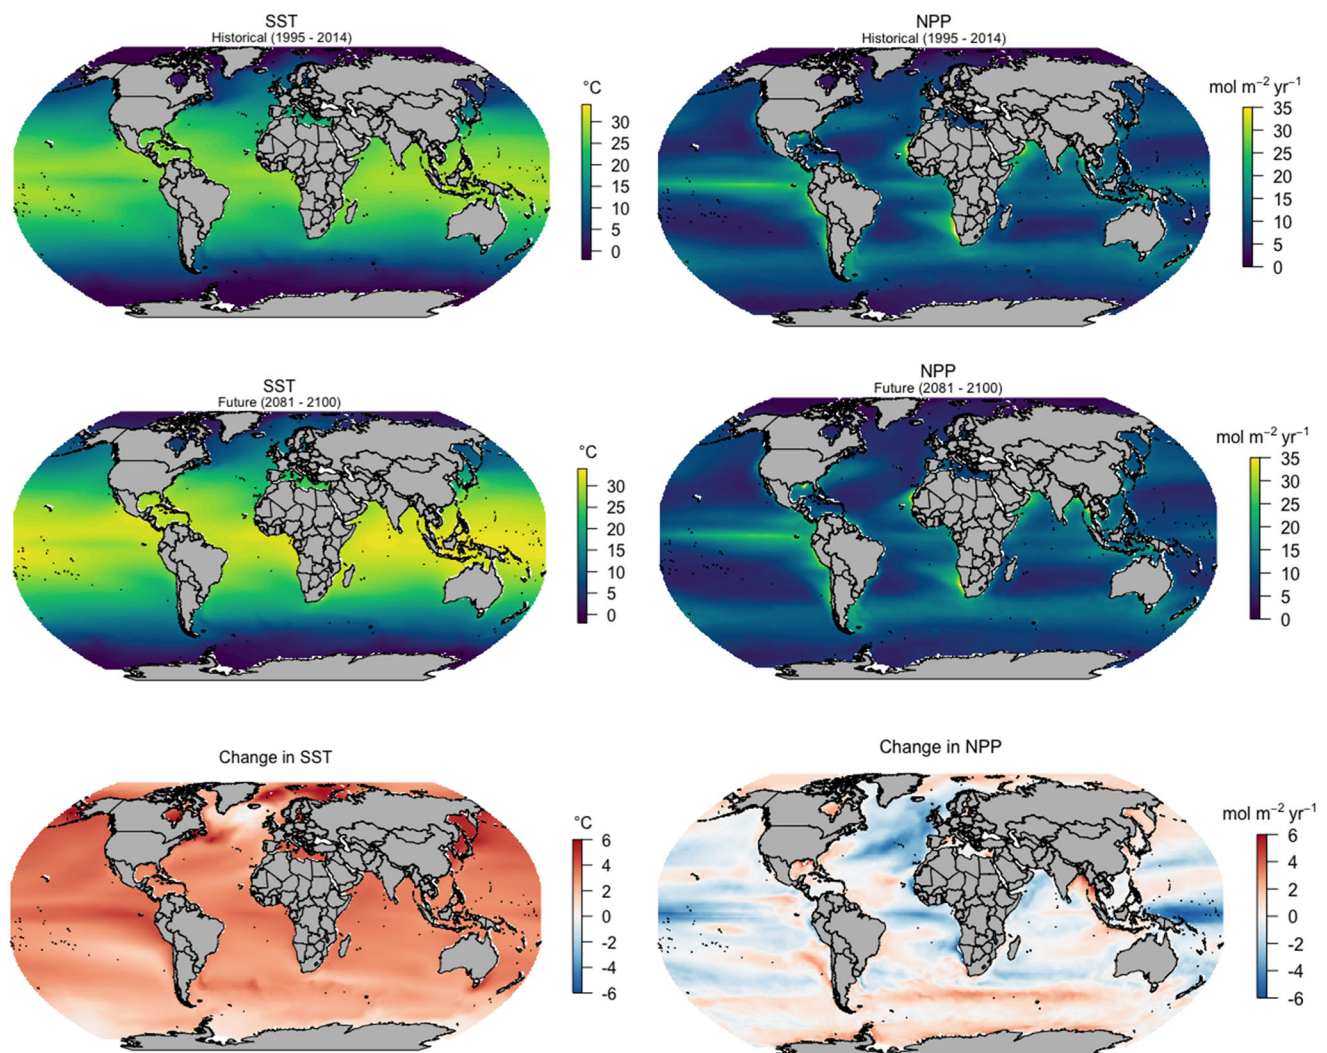 SST
Historical (1995 - 2014)
°C
30
25
20
15
10
5
0
NPP
Historical (1995 - 2014)
mol m⁻² yr⁻¹
35
30
25
20
15
10
5
0
SST
Future (2081 - 2100)
°C
30
25
20
15
10
5
0
NPP
Future (2081 - 2100)
mol m⁻² yr⁻¹
35
30
25
20
15
10
5
0
Change in SST
°C
6
4
2
0
-2
-4
-6
Change in NPP
mol m⁻² yr⁻¹
6
4
2
0
-2
-4
-6